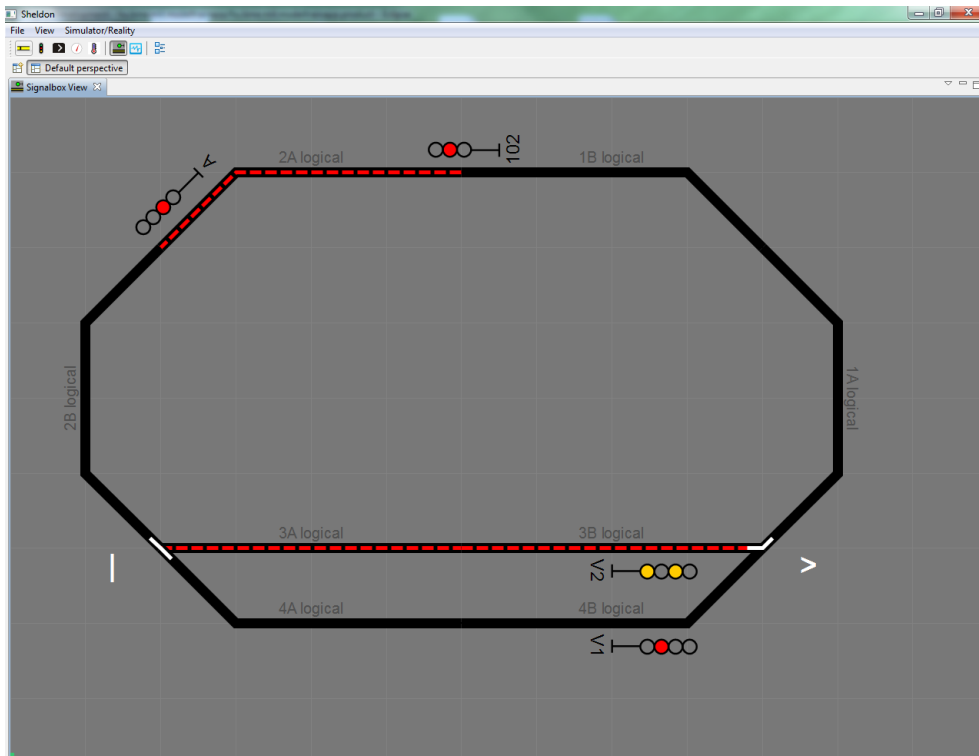 Sheldon
File View Simulator/Reality
Default perspective
Signalbox View
2A logical
102
1B logical
A
2B logical
1A logical
3A logical
3B logical
|
>
V2
4A logical
4B logical
V1